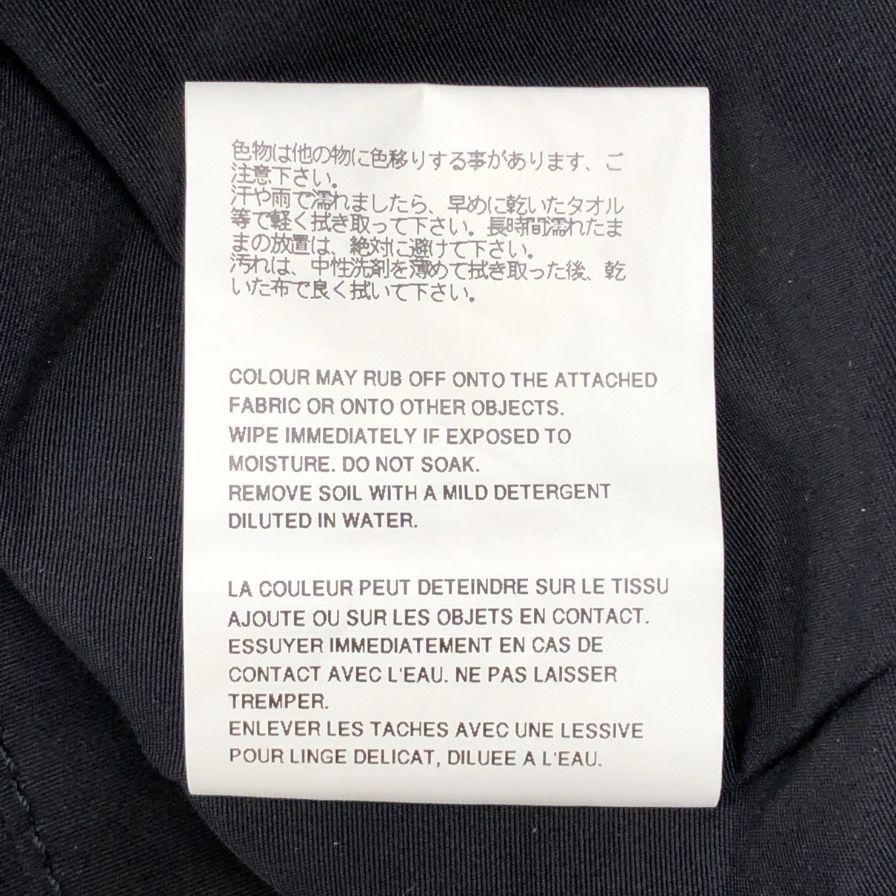 色物は他の物に色移りする事があります、ご
注意下さい。
汗や雨で濡れましたら、早めに乾いたタオル
等で軽く拭き取って下さい。長時間濡れたま
まの放置は、絶対に避けて下さい。
汚れは、中性洗剤を薄めて拭き取った後、乾
いた布で良く拭いて下さい。
COLOUR MAY RUB OFF ONTO THE ATTACHED
FABRIC OR ONTO OTHER OBJECTS.
WIPE IMMEDIATELY IF EXPOSED TO
MOISTURE. DO NOT SOAK.
REMOVE SOIL WITH A MILD DETERGENT
DILUTED IN WATER.
LA COULEUR PEUT DETEINDRE SUR LE TISSU
AJOUTE OU SUR LES OBJETS EN CONTACT.
ESSUYER IMMEDIATEMENT EN CAS DE
CONTACT AVEC L'EAU. NE PAS LAISSER
TREMPER.
ENLEVER LES TACHES AVEC UNE LESSIVE
POUR LINGE DELICAT, DILUEE A L'EAU.